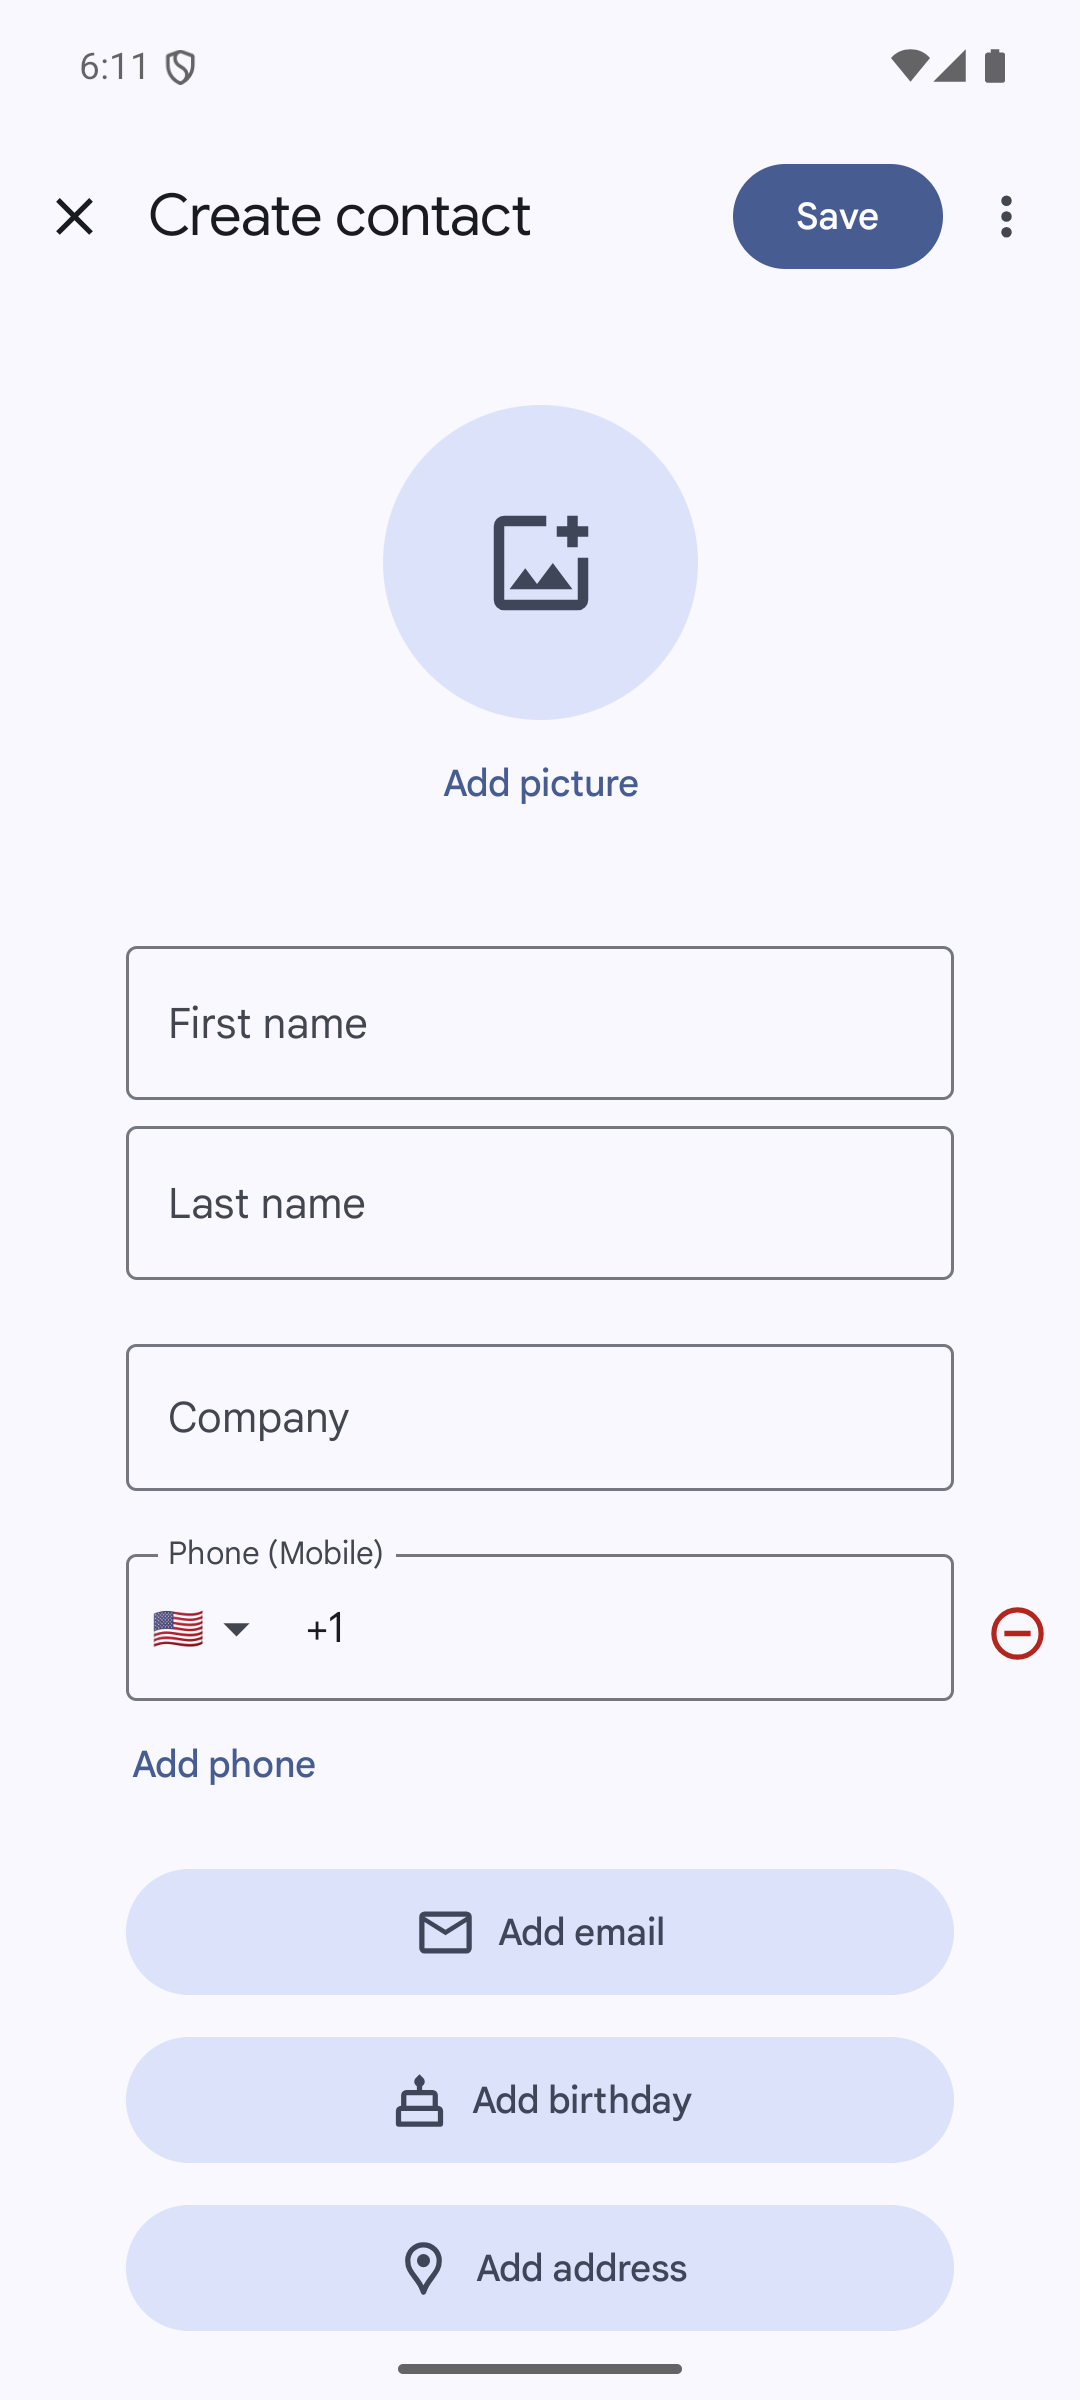 6:11
Create contact
Save
Add picture
First name
Last name
Company
Phone (Mobile)
+1
Add phone
Add email
Add birthday
Add address